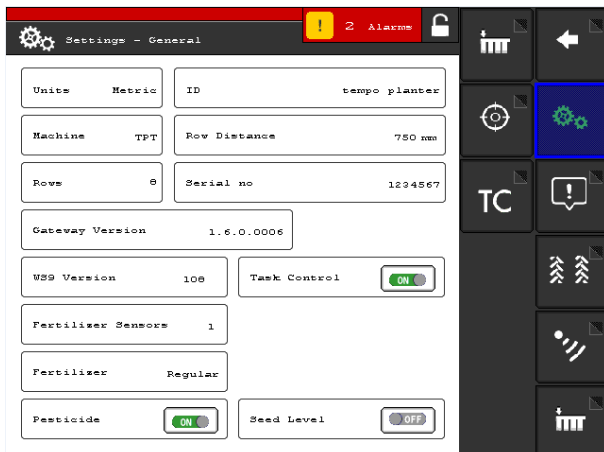 ! 2 Alarms
Settings - General
Units Metric
ID tempo planter
Machine TPT
Row Distance 750 mm
Rows 8
Serial no 1234567
Gateway Version 1.6.0.0006
WS9 Version 108
Task Control ON
Fertilizer Sensors 1
Fertilizer Regular
Pesticide ON
Seed Level OFF
TC
!